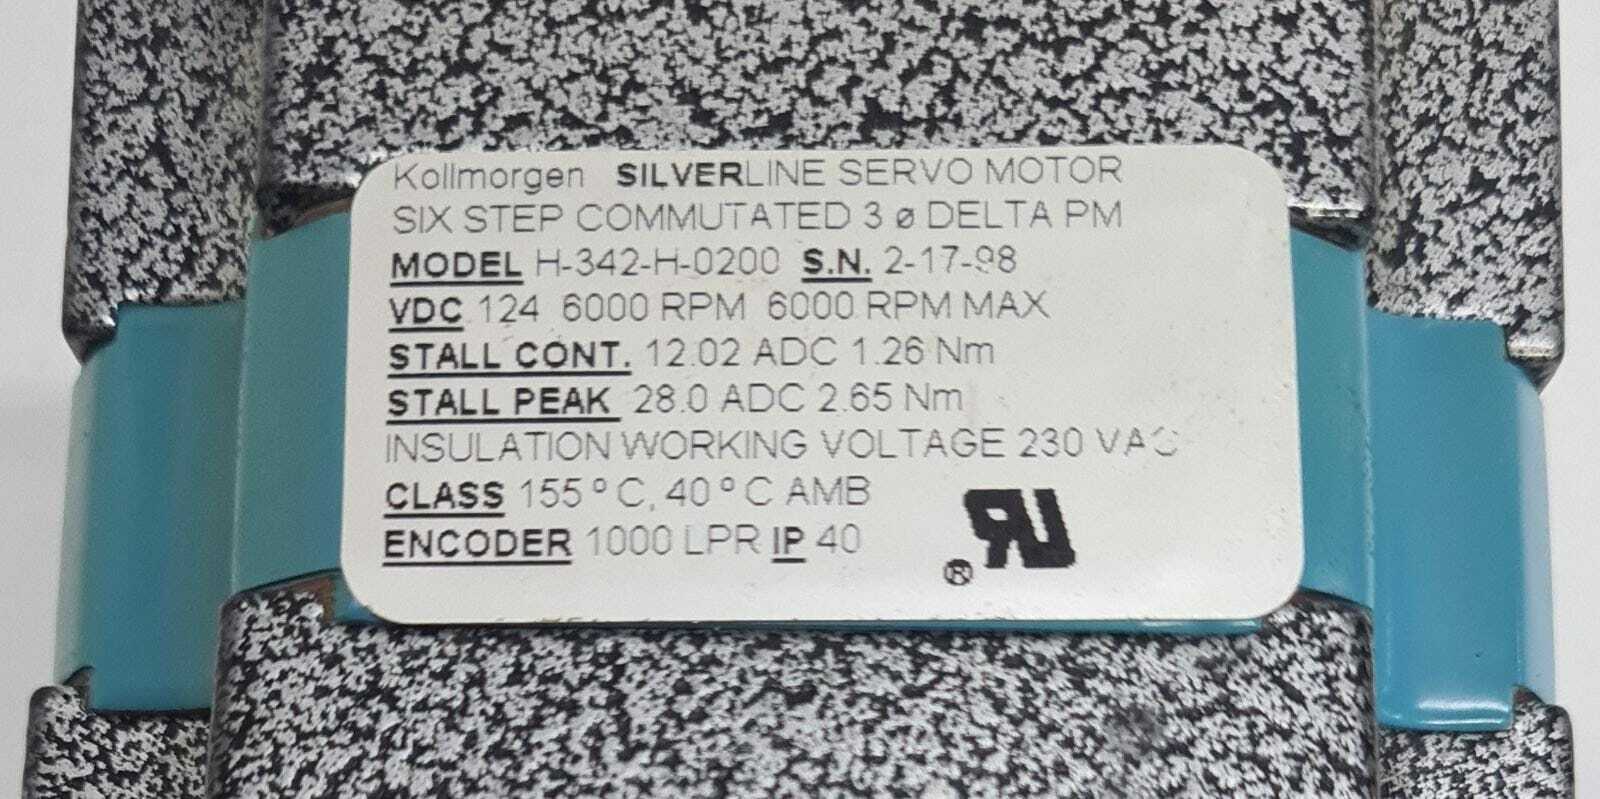 Kollmorgen SILVERLINE SERVO MOTOR
SIX STEP COMMUTATED 3 ø DELTA PM
MODEL H-342-H-0200 S.N. 2-17-98
VDC 124 6000 RPM 6000 RPM MAX
STALL CONT. 12.02 ADC 1.26 Nm
STALL PEAK 28.0 ADC 2.65 Nm
INSULATION WORKING VOLTAGE 230 VAC
CLASS 155 ° C, 40 ° C AMB
ENCODER 1000 LPR IP 40
RU
®